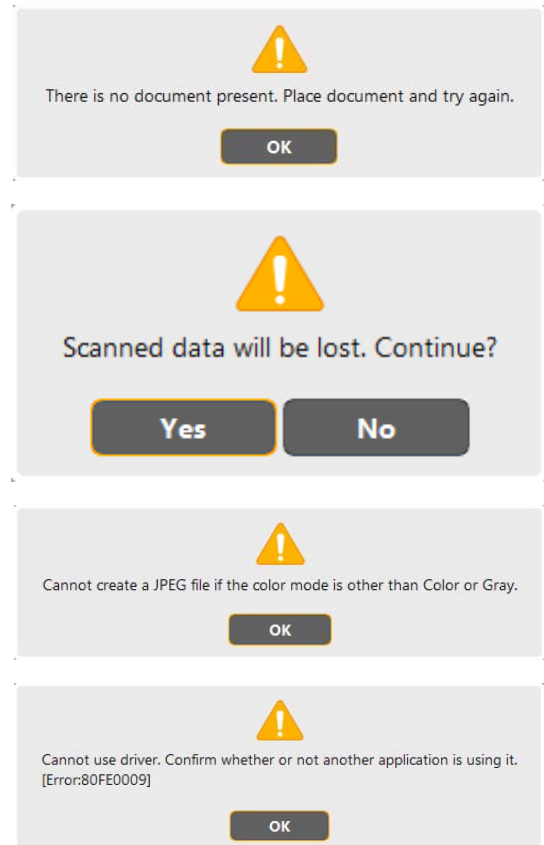 There is no document present. Place document and try again.
OK
Scanned data will be lost. Continue?
Yes No
Cannot create a JPEG file if the color mode is other than Color or Gray.
OK
Cannot use driver. Confirm whether or not another application is using it.
[Error:80FE0009]
OK